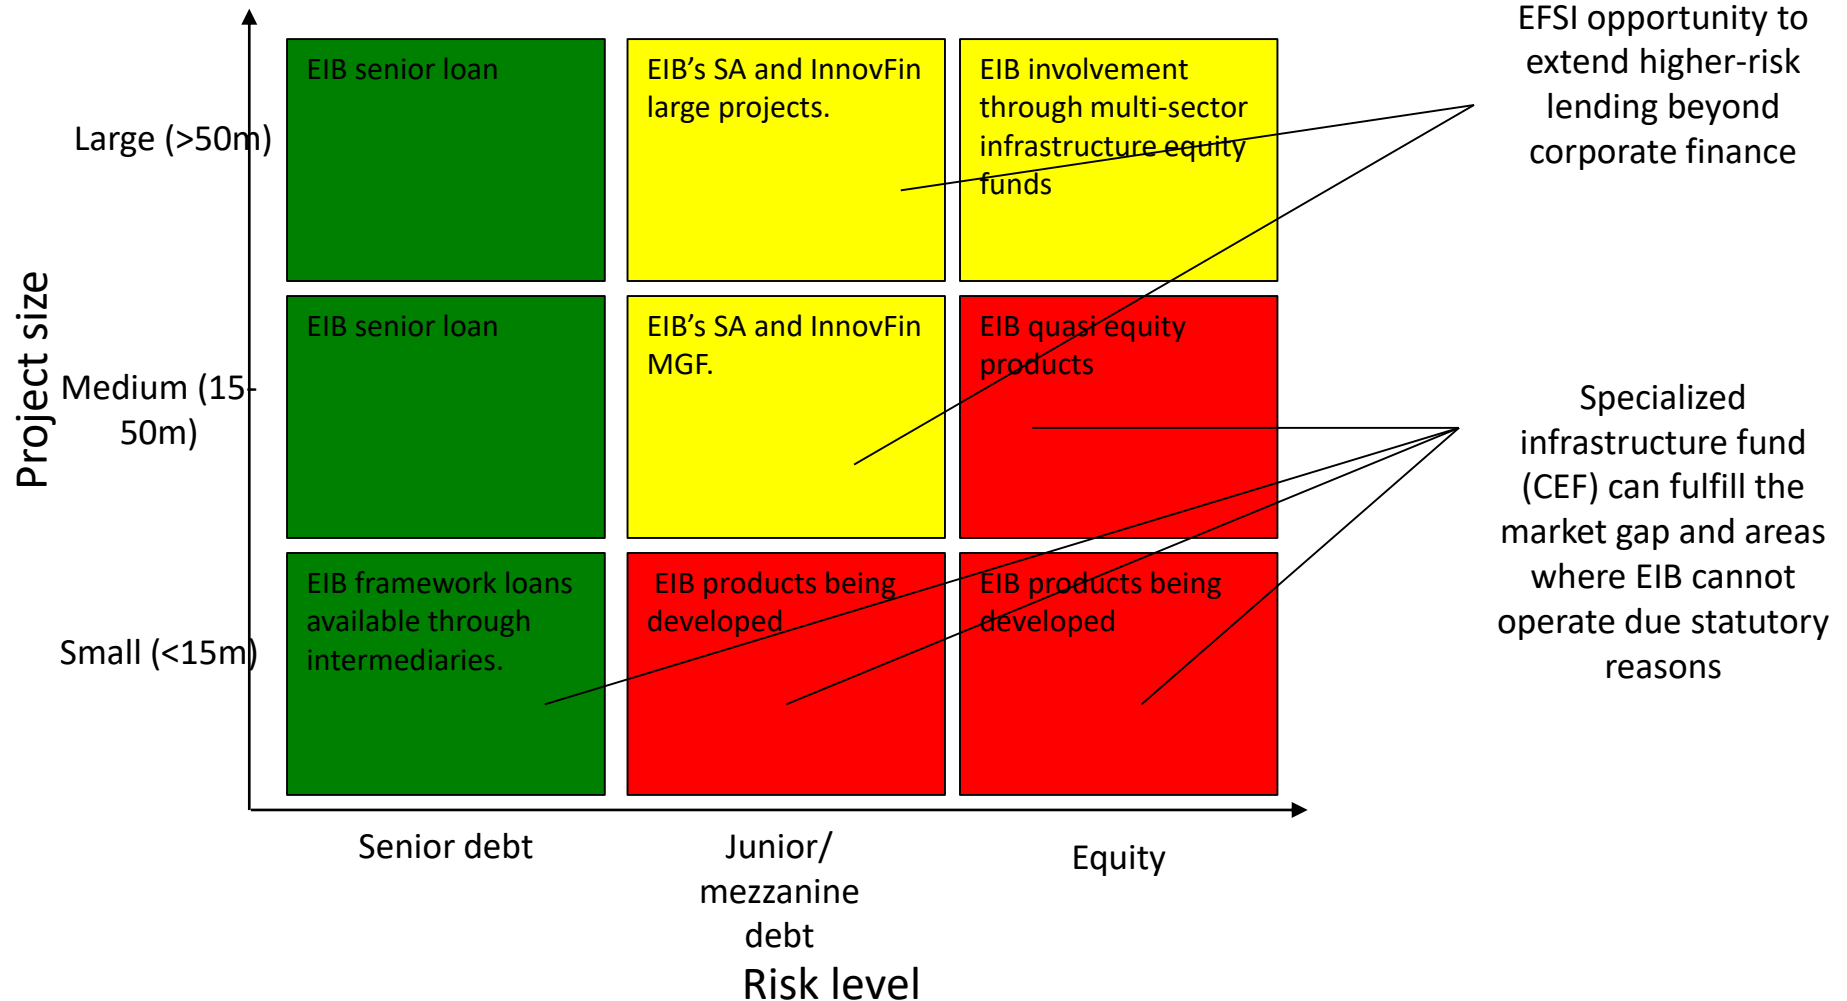 EFSI opportunity to
extend higher-risk
lending beyond
corporate finance
EIB senior loan
EIB’s SA and InnovFin
large projects.
EIB involvement
through multi-sector
infrastructure equity
funds
Large (>50m)
Project size
EIB senior loan
EIB’s SA and InnovFin
MGF.
EIB quasi equity
products
Medium (15-
50m)
Specialized
infrastructure fund
(CEF) can fulfill the
market gap and areas
where EIB cannot
operate due statutory
reasons
EIB framework loans
available through
intermediaries.
EIB products being
developed
EIB products being
developed
Small (<15m)
Senior debt
Junior/
mezzanine
debt
Equity
Risk level